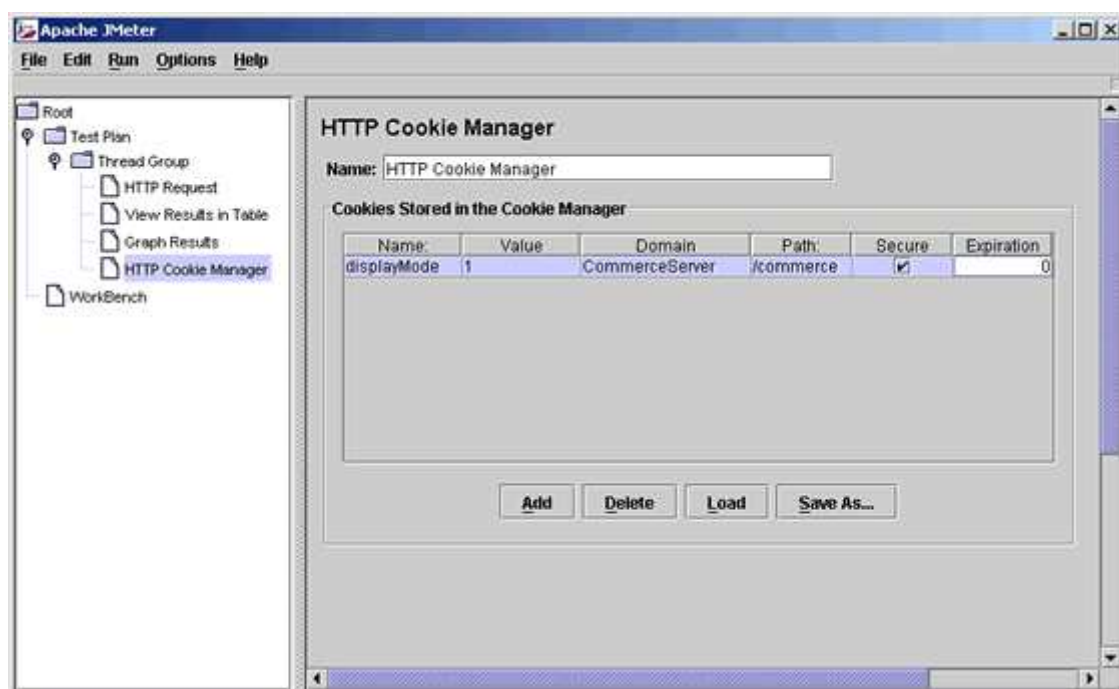 Apache JMeter
File Edit Run Options Help
Root
Test Plan
Thread Group
HTTP Request
View Results in Table
Graph Results
HTTP Cookie Manager
WorkBench
HTTP Cookie Manager
Name: HTTP Cookie Manager
Cookies Stored in the Cookie Manager
Name: Value Domain Path: Secure Expiration
displayMode 1 CommerceServer /commerce 0
Add Delete Load Save As...